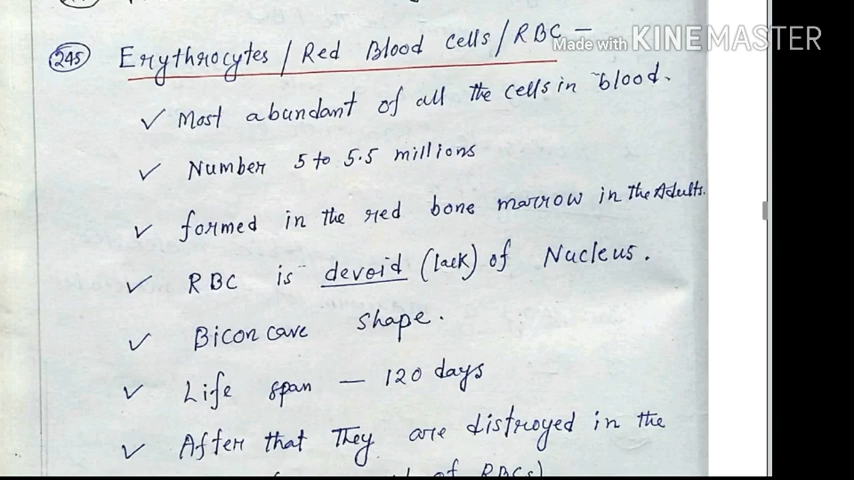 245 Erythrocytes / Red Blood Cells / RBC —
Made with KINEMASTER
✓ Most abundant of all the cells in blood.
✓ Number 5 to 5.5 millions
✓ formed in the red bone marrow in the Adults.
✓ RBC is devoid (lack) of Nucleus.
✓ Biconcave shape.
✓ Life span — 120 days
✓ After that They are distroyed in the
of RBCs)